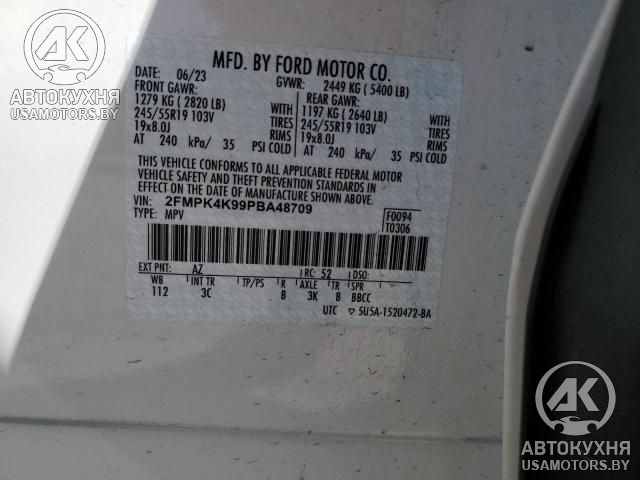 AK
АВТОКУХНЯ
USAMOTORS.BY
MFD. BY FORD MOTOR CO.
DATE: 06/23 GVWR: 2449 KG ( 5400 LB)
FRONT GAWR: REAR GAWR:
1279 KG ( 2820 LB) WITH 1197 KG ( 2640 LB) WITH
245/55R19 103V TIRES 245/55R19 103V TIRES
19x8.0J RIMS 19x8.0J RIMS
AT 240 kPa/ 35 PSI COLD AT 240 kPa/ 35 PSI COLD
THIS VEHICLE CONFORMS TO ALL APPLICABLE FEDERAL MOTOR
VEHICLE SAFETY AND THEFT PREVENTION STANDARDS IN
EFFECT ON THE DATE OF MANUFACTURE SHOWN ABOVE.
VIN: 2FMPK4K99PBA48709 F0094
TYPE: MPV T0306
EXT PNT: AZ RC: 52 DSO:
WB INT TR TP/PS R AXLE TR SPR
112 3C B 3K 8 BBCC
UTC ▽ 5U5A-1520472-BA
AK
АВТОКУХНЯ
USAMOTORS.BY